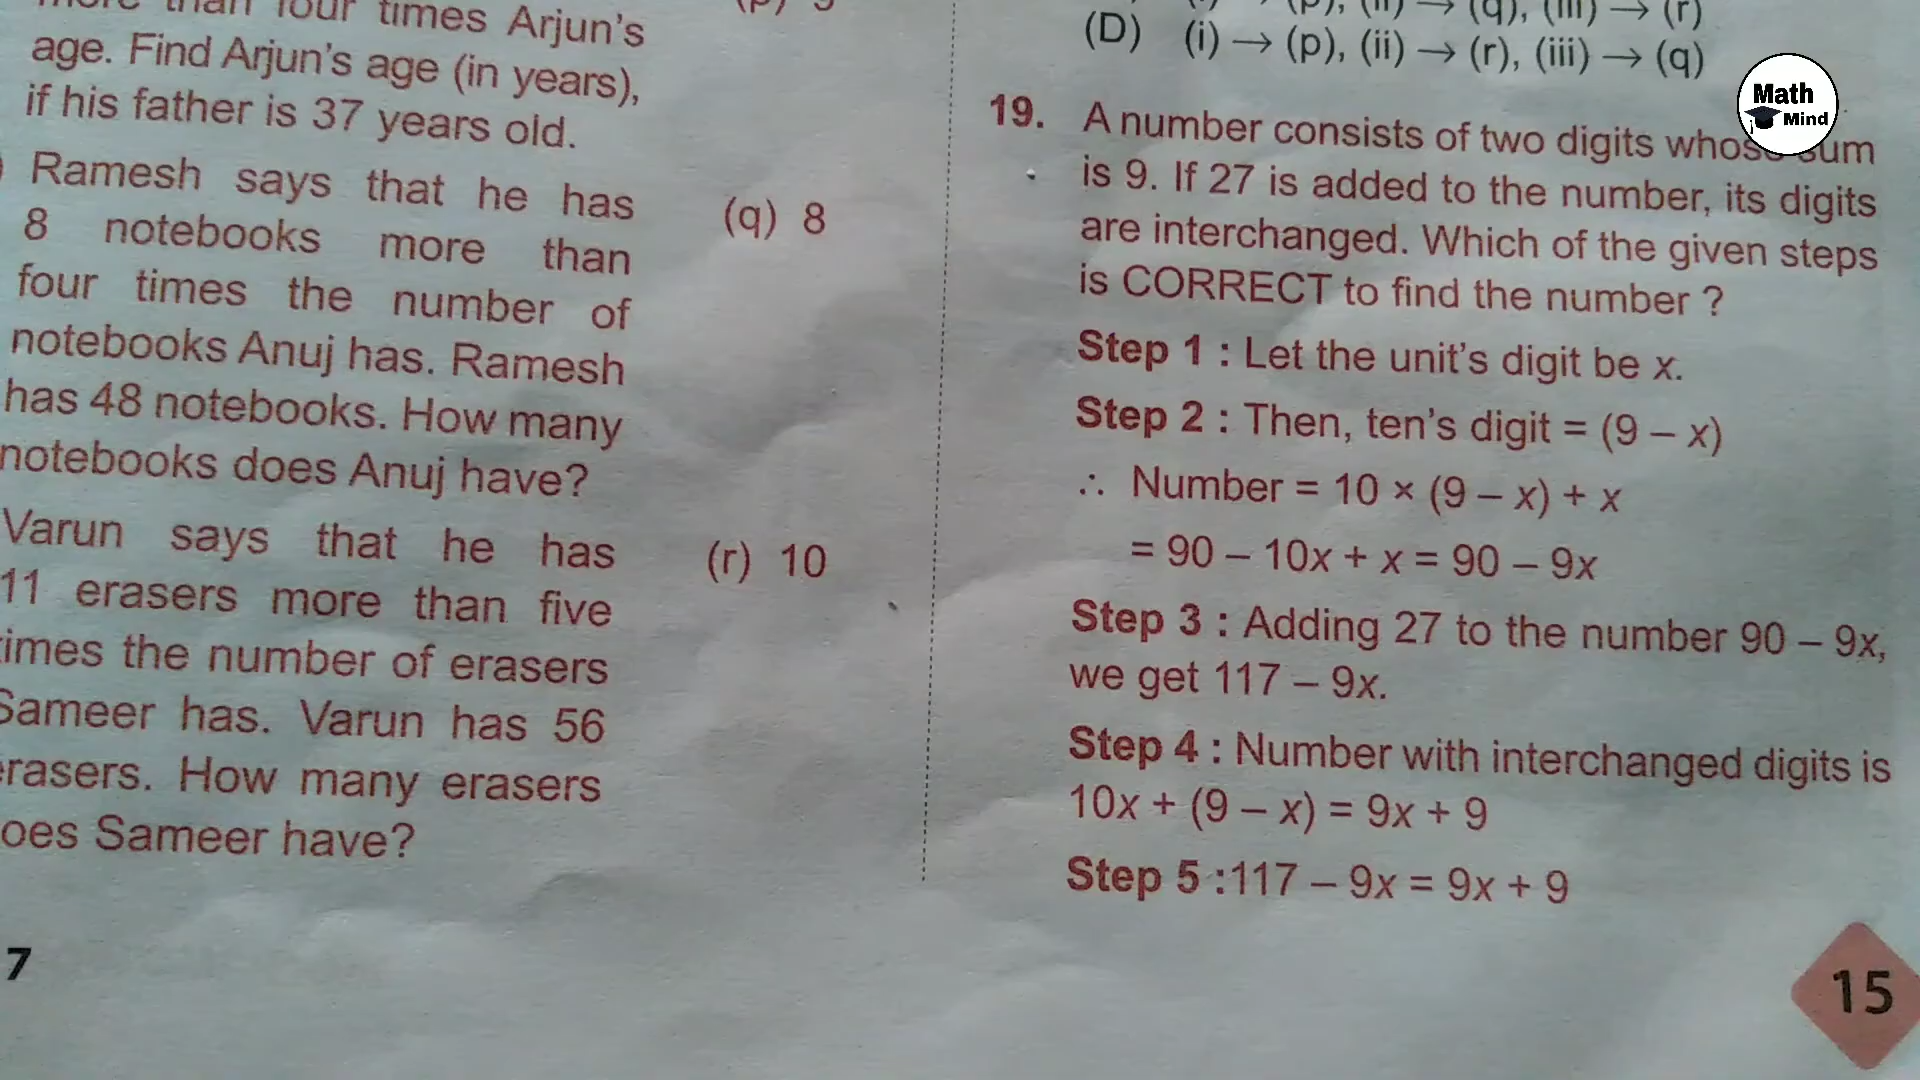 times Arjun's
age. Find Arjun's age (in years),
if his father is 37 years old.
Ramesh says that he has
8 notebooks more than
four times the number of
notebooks Anuj has. Ramesh
has 48 notebooks. How many
notebooks does Anuj have?
(q) 8
Varun says that he has
11 erasers more than five
times the number of erasers
Sameer has. Varun has 56
erasers. How many erasers
does Sameer have?
(r) 10
7
(D) (i) → (p), (ii) → (r), (iii) → (q)
19. A number consists of two digits whose sum
is 9. If 27 is added to the number, its digits
are interchanged. Which of the given steps
is CORRECT to find the number ?
Step 1 : Let the unit's digit be x.
Step 2 : Then, ten's digit = (9 – x)
∴ Number = 10 × (9 – x) + x
= 90 – 10x + x = 90 – 9x
Step 3 : Adding 27 to the number 90 – 9x,
we get 117 – 9x.
Step 4 : Number with interchanged digits is
10x + (9 – x) = 9x + 9
Step 5 :117 – 9x = 9x + 9
15
Math
Mind